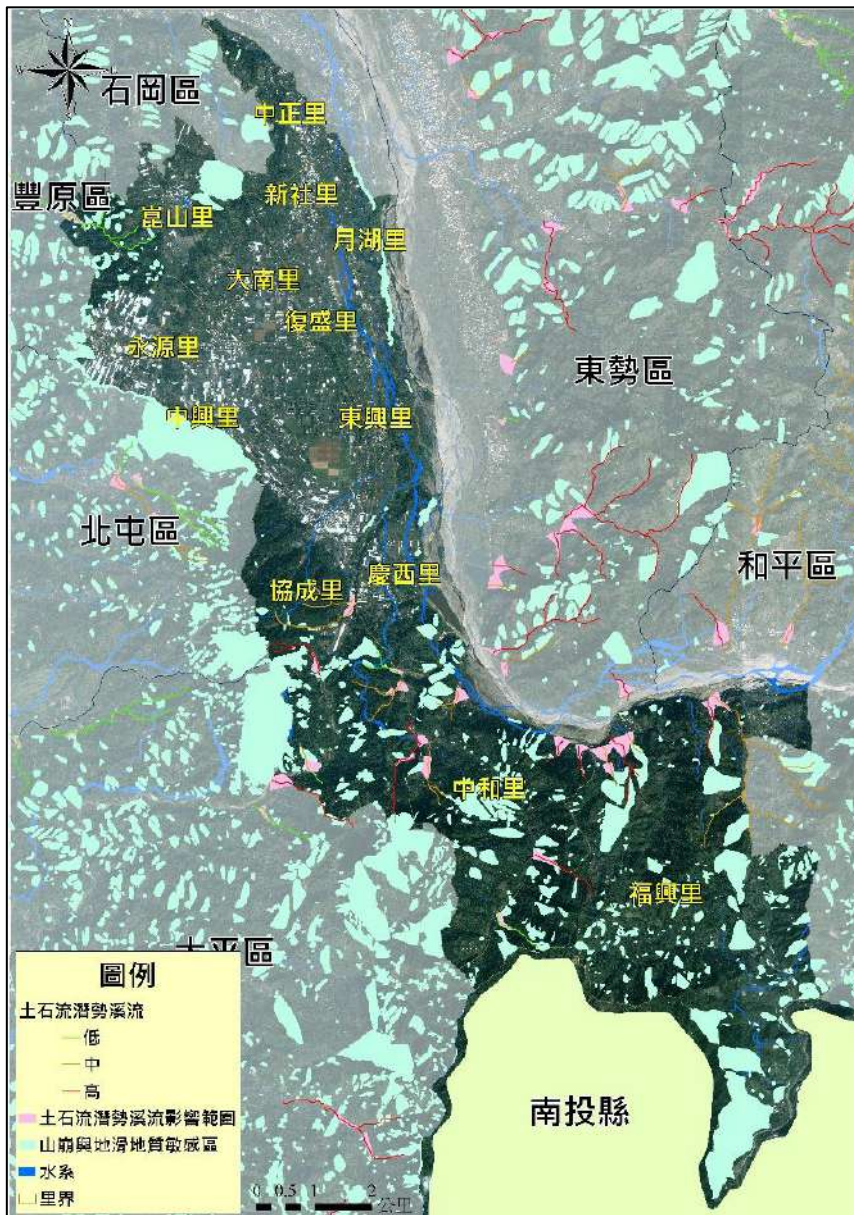 N
W
石岡區
中正里
豐原區
崑山里
新社里
月湖里
大南里
復盛里
永源里
東勢區
中興里
東興里
北屯區
和平區
慶西里
協成里
中和里
福興里
太平區
南投縣
圖例
土石流潛勢溪流
低
中
高
土石流潛勢溪流影響範圍
山崩與地滑地質敏感區
水系
里界
0 0.5 1 2
公里